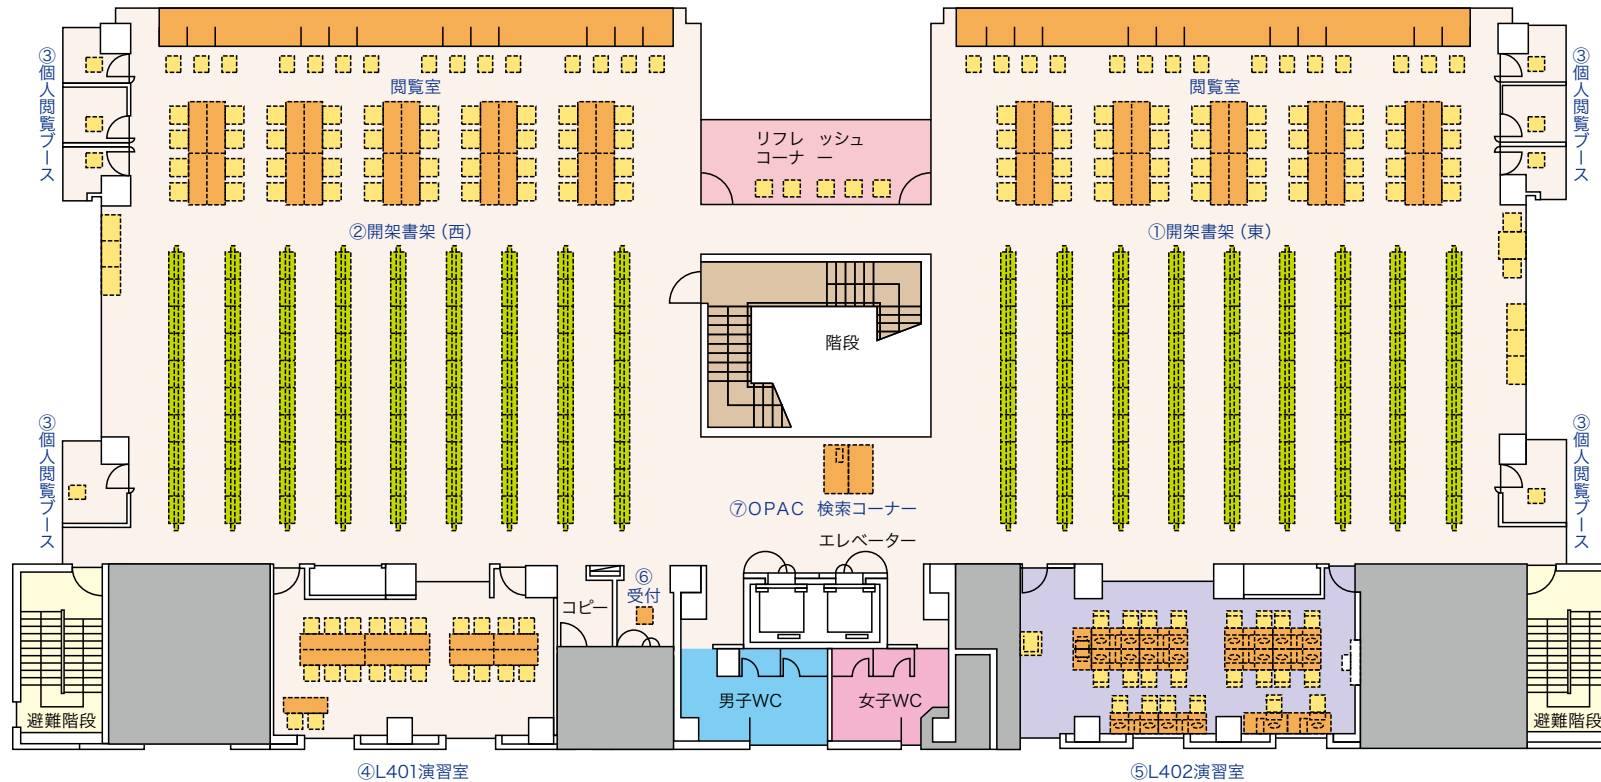 ③個人閲覧ブース
閲覧室
閲覧室
③個人閲覧ブース
リフレッシュ
コーナー
②開架書架（西）
①開架書架（東）
階段
③個人閲覧ブース
③個人閲覧ブース
⑦OPAC 検索コーナー
エレベーター
⑥
受付
コピー
男子WC
女子WC
避難階段
避難階段
④L401演習室
⑤L402演習室